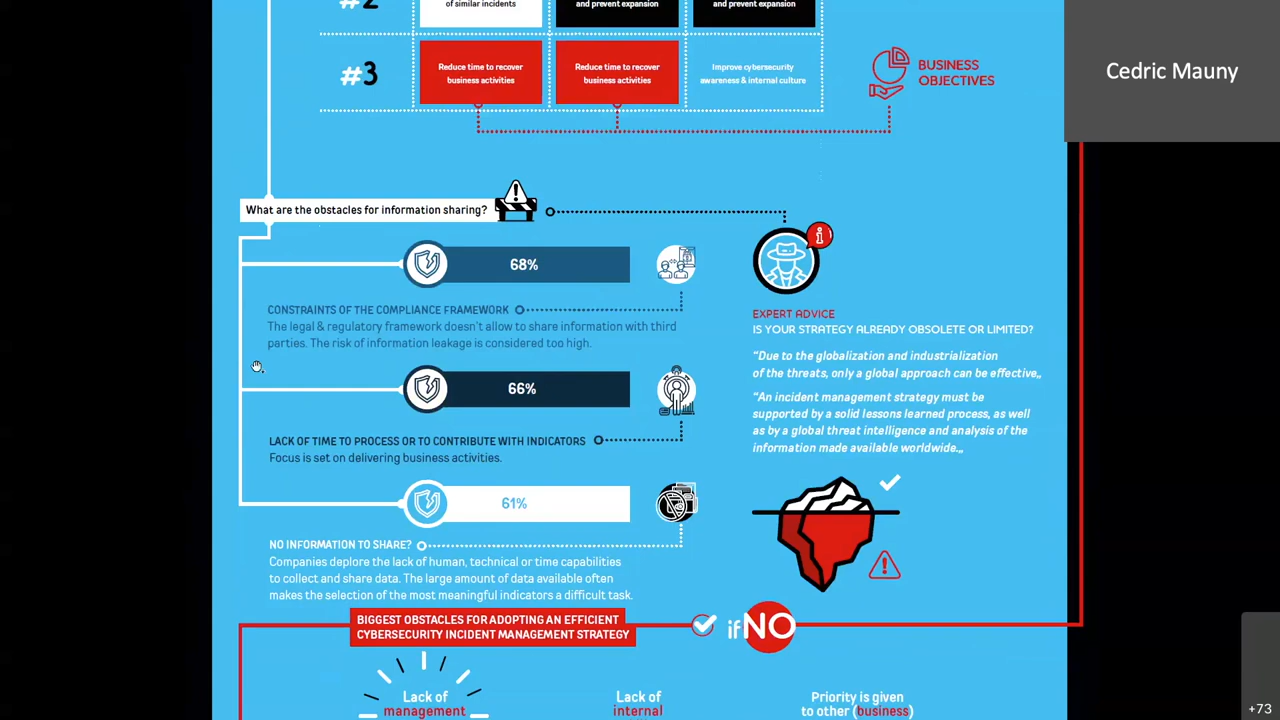 #2
of similar incidents
and prevent expansion
and prevent expansion
#3
Reduce time to recover
business activities
Reduce time to recover
business activities
Improve cybersecurity
awareness & internal culture
BUSINESS
OBJECTIVES
Cedric Mauny
What are the obstacles for information sharing?
68%
CONSTRAINTS OF THE COMPLIANCE FRAMEWORK
The legal & regulatory framework doesn't allow to share information with third
parties. The risk of information leakage is considered too high.
66%
LACK OF TIME TO PROCESS OR TO CONTRIBUTE WITH INDICATORS
Focus is set on delivering business activities.
61%
NO INFORMATION TO SHARE?
Companies deplore the lack of human, technical or time capabilities
to collect and share data. The large amount of data available often
makes the selection of the most meaningful indicators a difficult task.
i
EXPERT ADVICE
IS YOUR STRATEGY ALREADY OBSOLETE OR LIMITED?
“Due to the globalization and industrialization
of the threats, only a global approach can be effective„
“An incident management strategy must be
supported by a solid lessons learned process, as well
as by a global threat intelligence and analysis of the
information made available worldwide.„
BIGGEST OBSTACLES FOR ADOPTING AN EFFICIENT
CYBERSECURITY INCIDENT MANAGEMENT STRATEGY
if NO
Lack of
management
Lack of
internal
Priority is given
to other (business)
+73